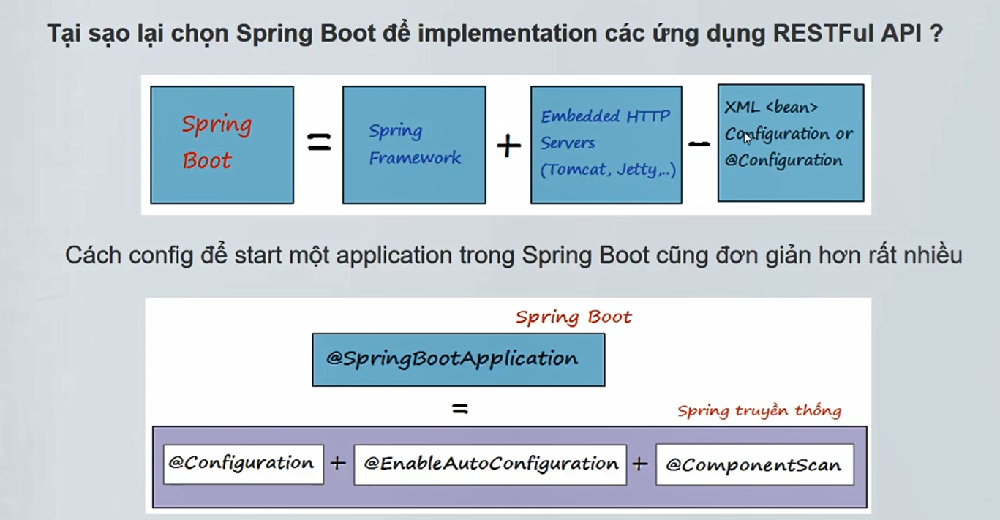 Tại sạo lại chọn Spring Boot để implementation các ứng dụng RESTFul API ?
Spring
Boot
=
Spring
Framework
+
Embedded HTTP
Servers
(Tomcat, Jetty,..)
−
XML <bean>
Configuration or
@Configuration
Cách config để start một application trong Spring Boot cũng đơn giản hơn rất nhiều
Spring Boot
@SpringBootApplication
=
Spring truyền thống
@Configuration + @EnableAutoConfiguration + @ComponentScan